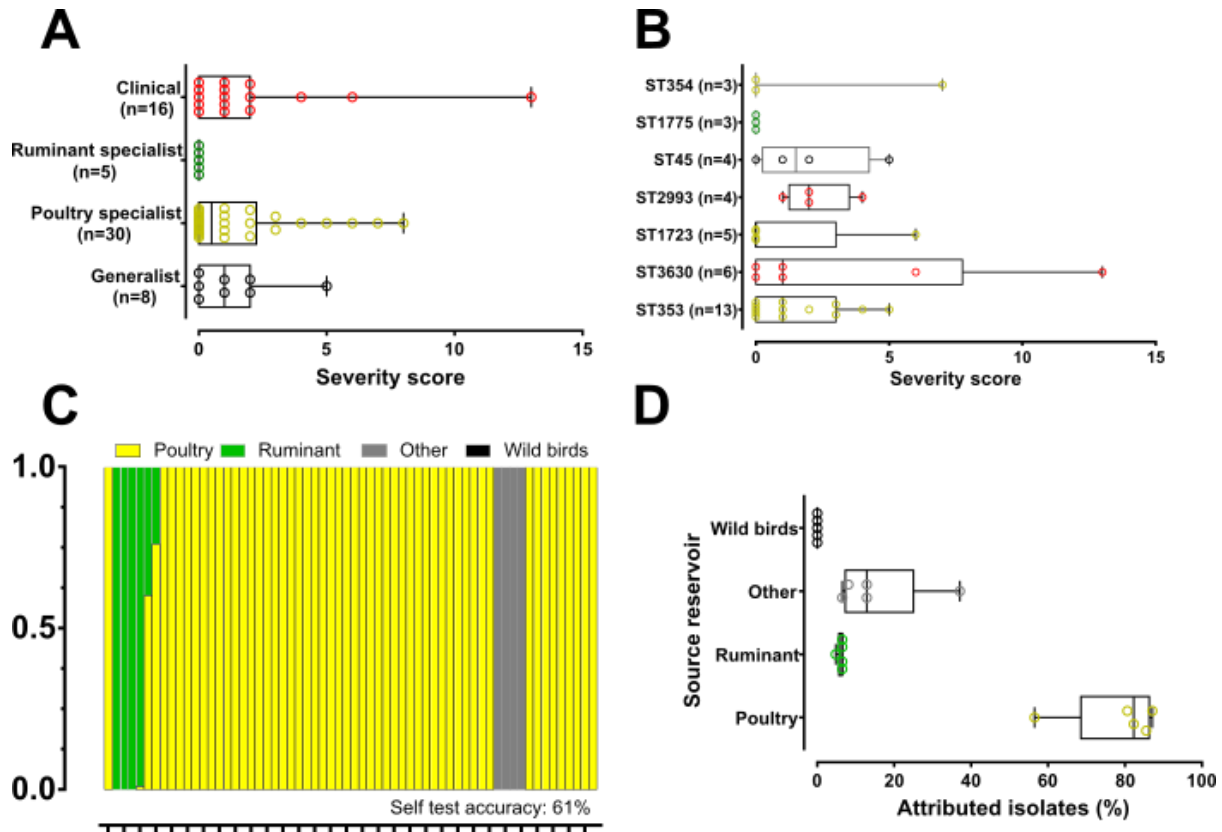 A
Clinical
(n=16)
Ruminant specialist
(n=5)
Poultry specialist
(n=30)
Generalist
(n=8)
0 5 10 15
Severity score
B
ST354 (n=3)
ST1775 (n=3)
ST45 (n=4)
ST2993 (n=4)
ST1723 (n=5)
ST3630 (n=6)
ST353 (n=13)
0 5 10 15
Severity score
C
Poultry Ruminant Other Wild birds
1.0
0.5
0.0
Self test accuracy: 61%
D
Source reservoir
Wild birds
Other
Ruminant
Poultry
0 20 40 60 80 100
Attributed isolates (%)